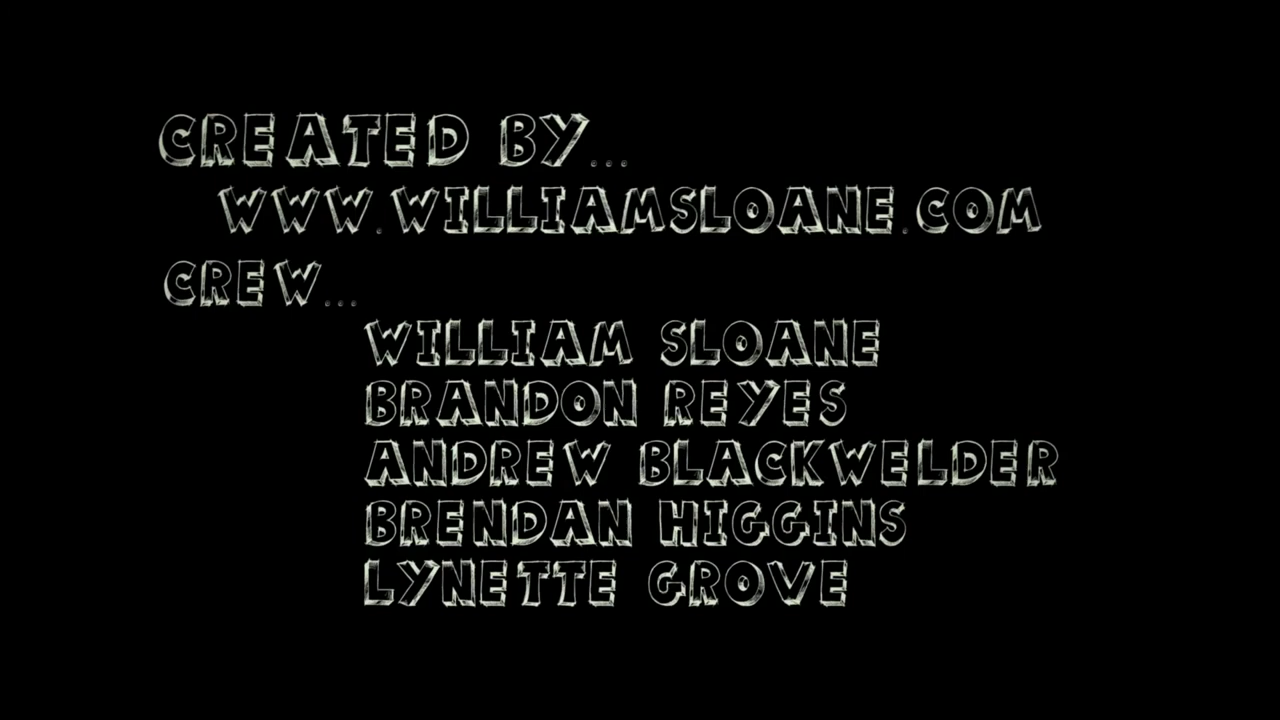 CREATED BY...
WWW.WILLIAMSLOANE.COM
CREW...
WILLIAM SLOANE
BRANDON REYES
ANDREW BLACKWELDER
BRENDAN HIGGINS
LYNETTE GROVE